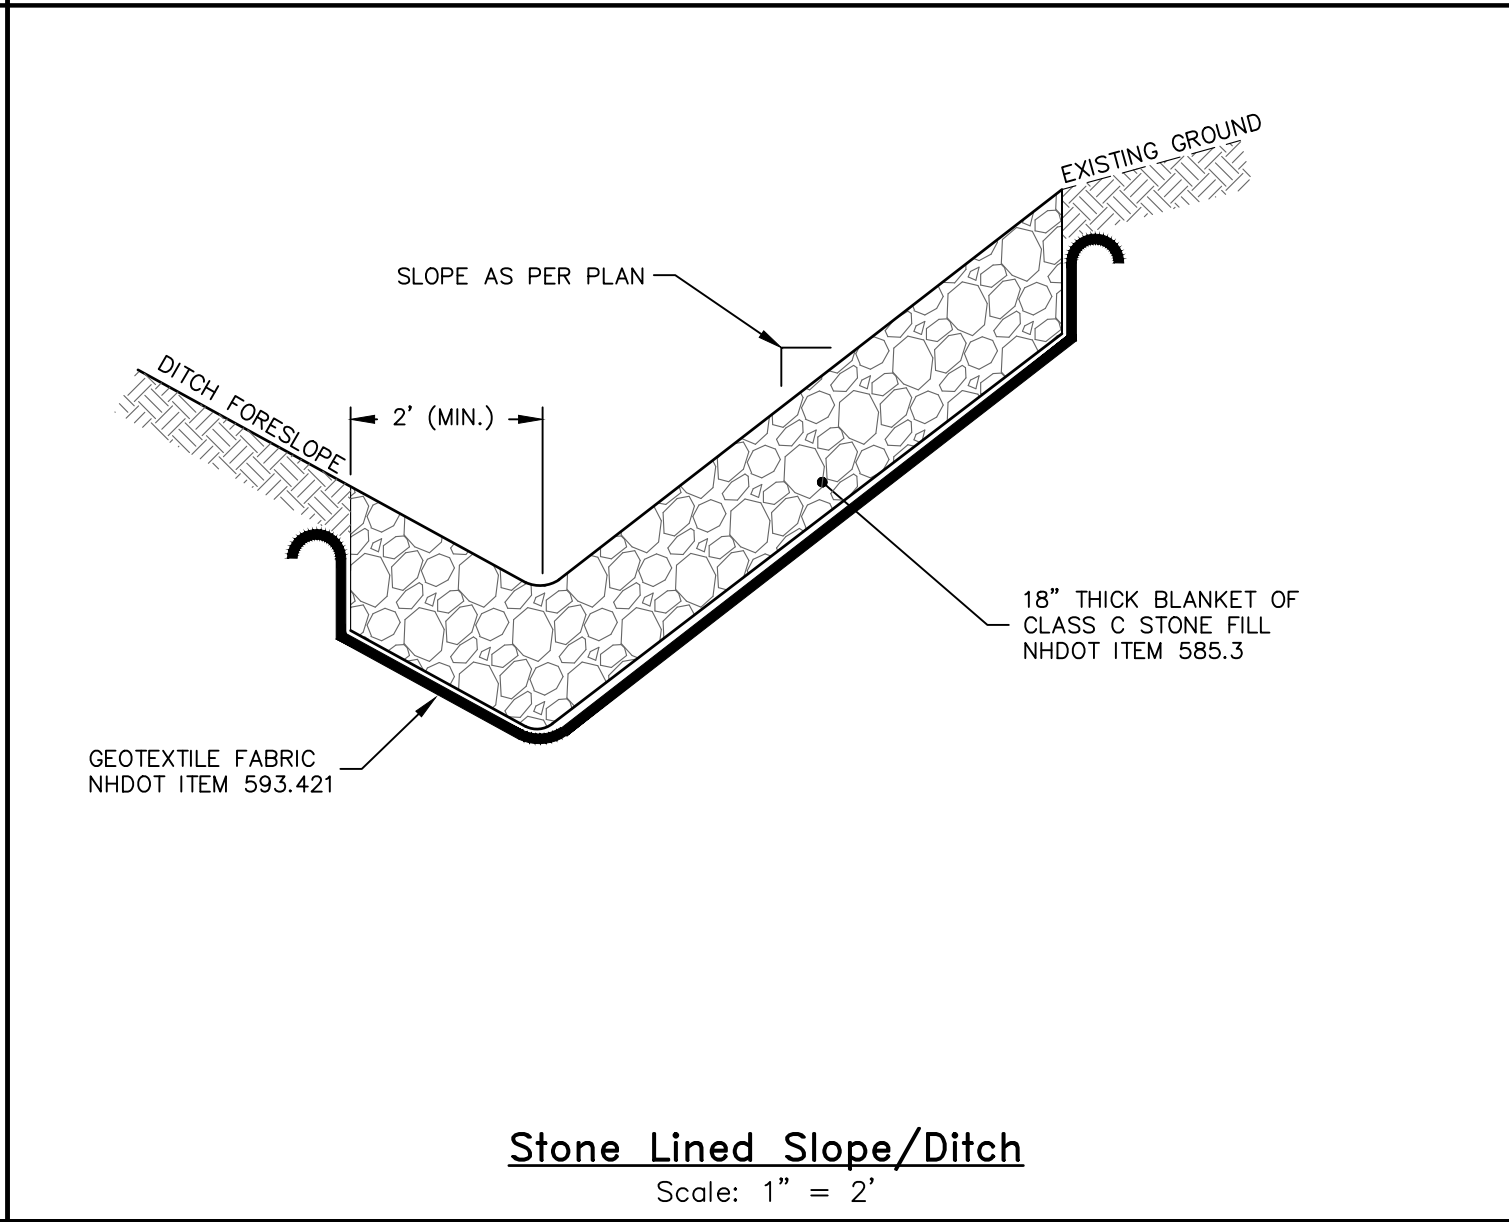 EXISTING GROUND
SLOPE AS PER PLAN
DITCH FORESLOPE
2' (MIN.)
18" THICK BLANKET OF
CLASS C STONE FILL
NHDOT ITEM 585.3
GEOTEXTILE FABRIC
NHDOT ITEM 593.421
Stone Lined Slope/Ditch
Scale: 1" = 2'